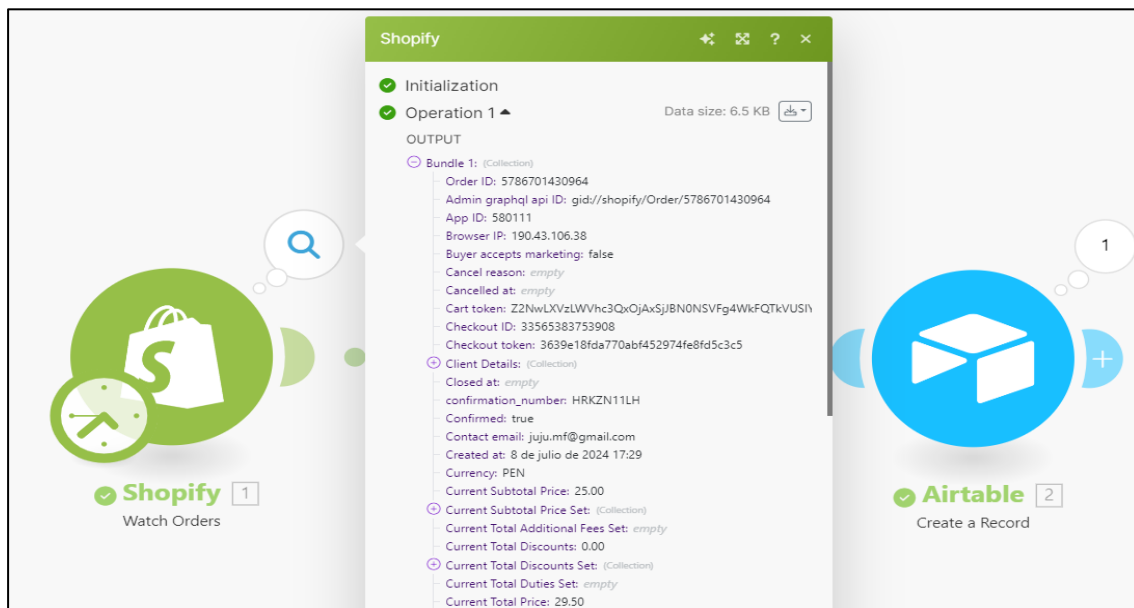 Shopify
?
Initialization
Operation 1
Data size: 6.5 KB
OUTPUT
Bundle 1: (Collection)
Order ID: 5786701430964
Admin graphql api ID: gid://shopify/Order/5786701430964
App ID: 580111
Browser IP: 190.43.106.38
Buyer accepts marketing: false
Cancel reason: empty
Cancelled at: empty
Cart token: Z2NwLXVzLWVhc3QxOjAxSjJBN0NSVFg4WkFQTkVUSI
Checkout ID: 33565383753908
Checkout token: 3639e18fda770abf452974fe8fd5c3c5
Client Details: (Collection)
Closed at: empty
confirmation_number: HRKZN11LH
Confirmed: true
Contact email: juju.mf@gmail.com
Created at: 8 de julio de 2024 17:29
Currency: PEN
Current Subtotal Price: 25.00
Current Subtotal Price Set: (Collection)
Current Total Additional Fees Set: empty
Current Total Discounts: 0.00
Current Total Discounts Set: (Collection)
Current Total Duties Set: empty
Current Total Price: 29.50
S
Shopify 1
Watch Orders
1
Airtable 2
Create a Record